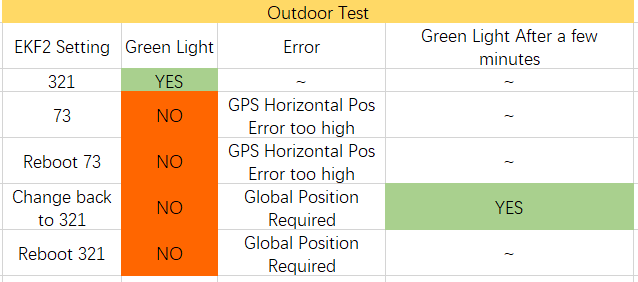 Outdoor Test
EKF2 Setting Green Light Error Green Light After a few
minutes
321 YES ~ ~
73 NO GPS Horizontal Pos
Error too high ~
Reboot 73 NO GPS Horizontal Pos
Error too high ~
Change back
to 321 NO Global Position
Required YES
Reboot 321 NO Global Position
Required ~